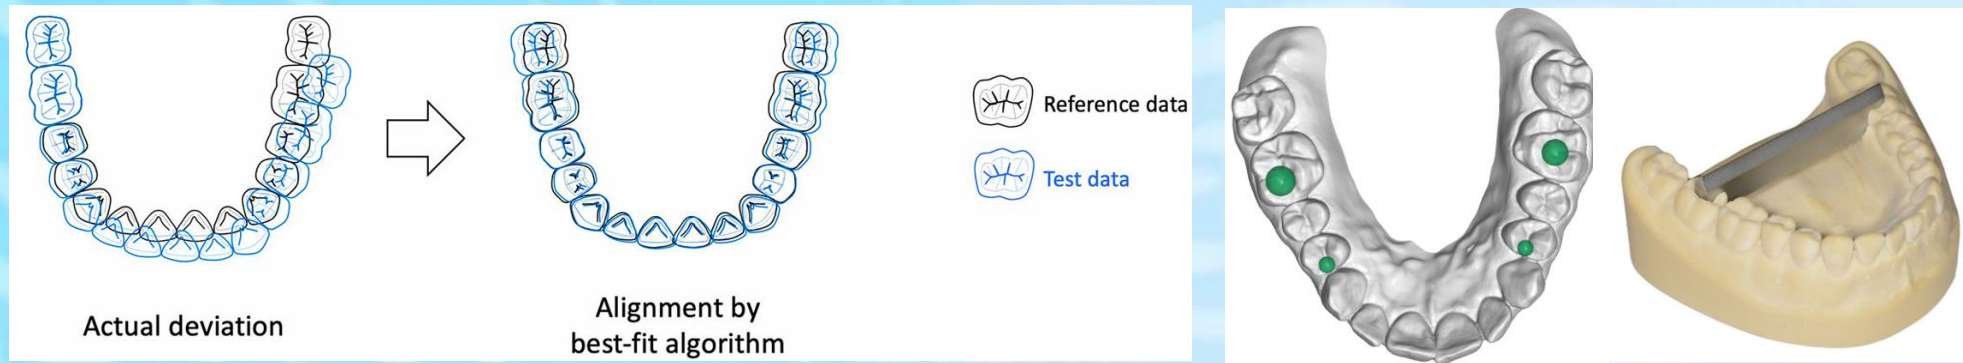 Reference data
Test data
Actual deviation
Alignment by
best-fit algorithm